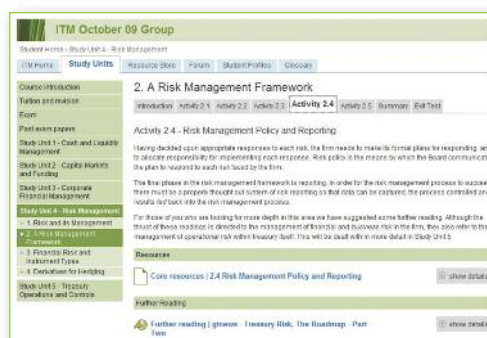 ITM October 09 Group
Student Home › Study Unit 4 - Risk Management
ITM Home Study Units Resource Store Forum Student Profiles Glossary
Course Introduction
Tuition and revision
Exam
Past exam papers
Study Unit 1 - Cash and Liquidity
Management
Study Unit 2 - Capital Markets
and Funding
Study Unit 3 - Corporate
Financial Management
Study Unit 4 - Risk Management
1. Risk and its Management
2. A Risk Management
Framework
3. Financial Risk and
Instrument Types
4. Derivatives for Hedging
Study Unit 5 - Treasury
Operations and Controls
2. A Risk Management Framework
Introduction Activity 2.1 Activity 2.2 Activity 2.3 Activity 2.4 Activity 2.5 Summary Exit Test
Activity 2.4 - Risk Management Policy and Reporting
Having decided upon appropriate responses to each risk, the firm needs to make its formal plans for responding, an
to allocate responsibility for implementing each response. Risk policy is the means by which the Board communicat
the plan to respond to each risk faced by the firm.
The final phase in the risk management framework is reporting. In order for the risk management process to succee
there must be a properly thought out system of risk reporting so that data can be captured, the process controlled an
results fed back into the risk management process.
For those of you who are looking for more depth in this area we have suggested some further reading. Although the
thrust of these readings is directed to the management of financial and business risk in the firm, they also refer to the
management of operational risk within treasury itself. This will be dealt with in more detail in Study Unit 5.
Resources
Core resources | 2.4 Risk Management Policy and Reporting
show details
Further Reading
Further reading | gtnews - Treasury Risk, The Roadmap - Part
Two
show details